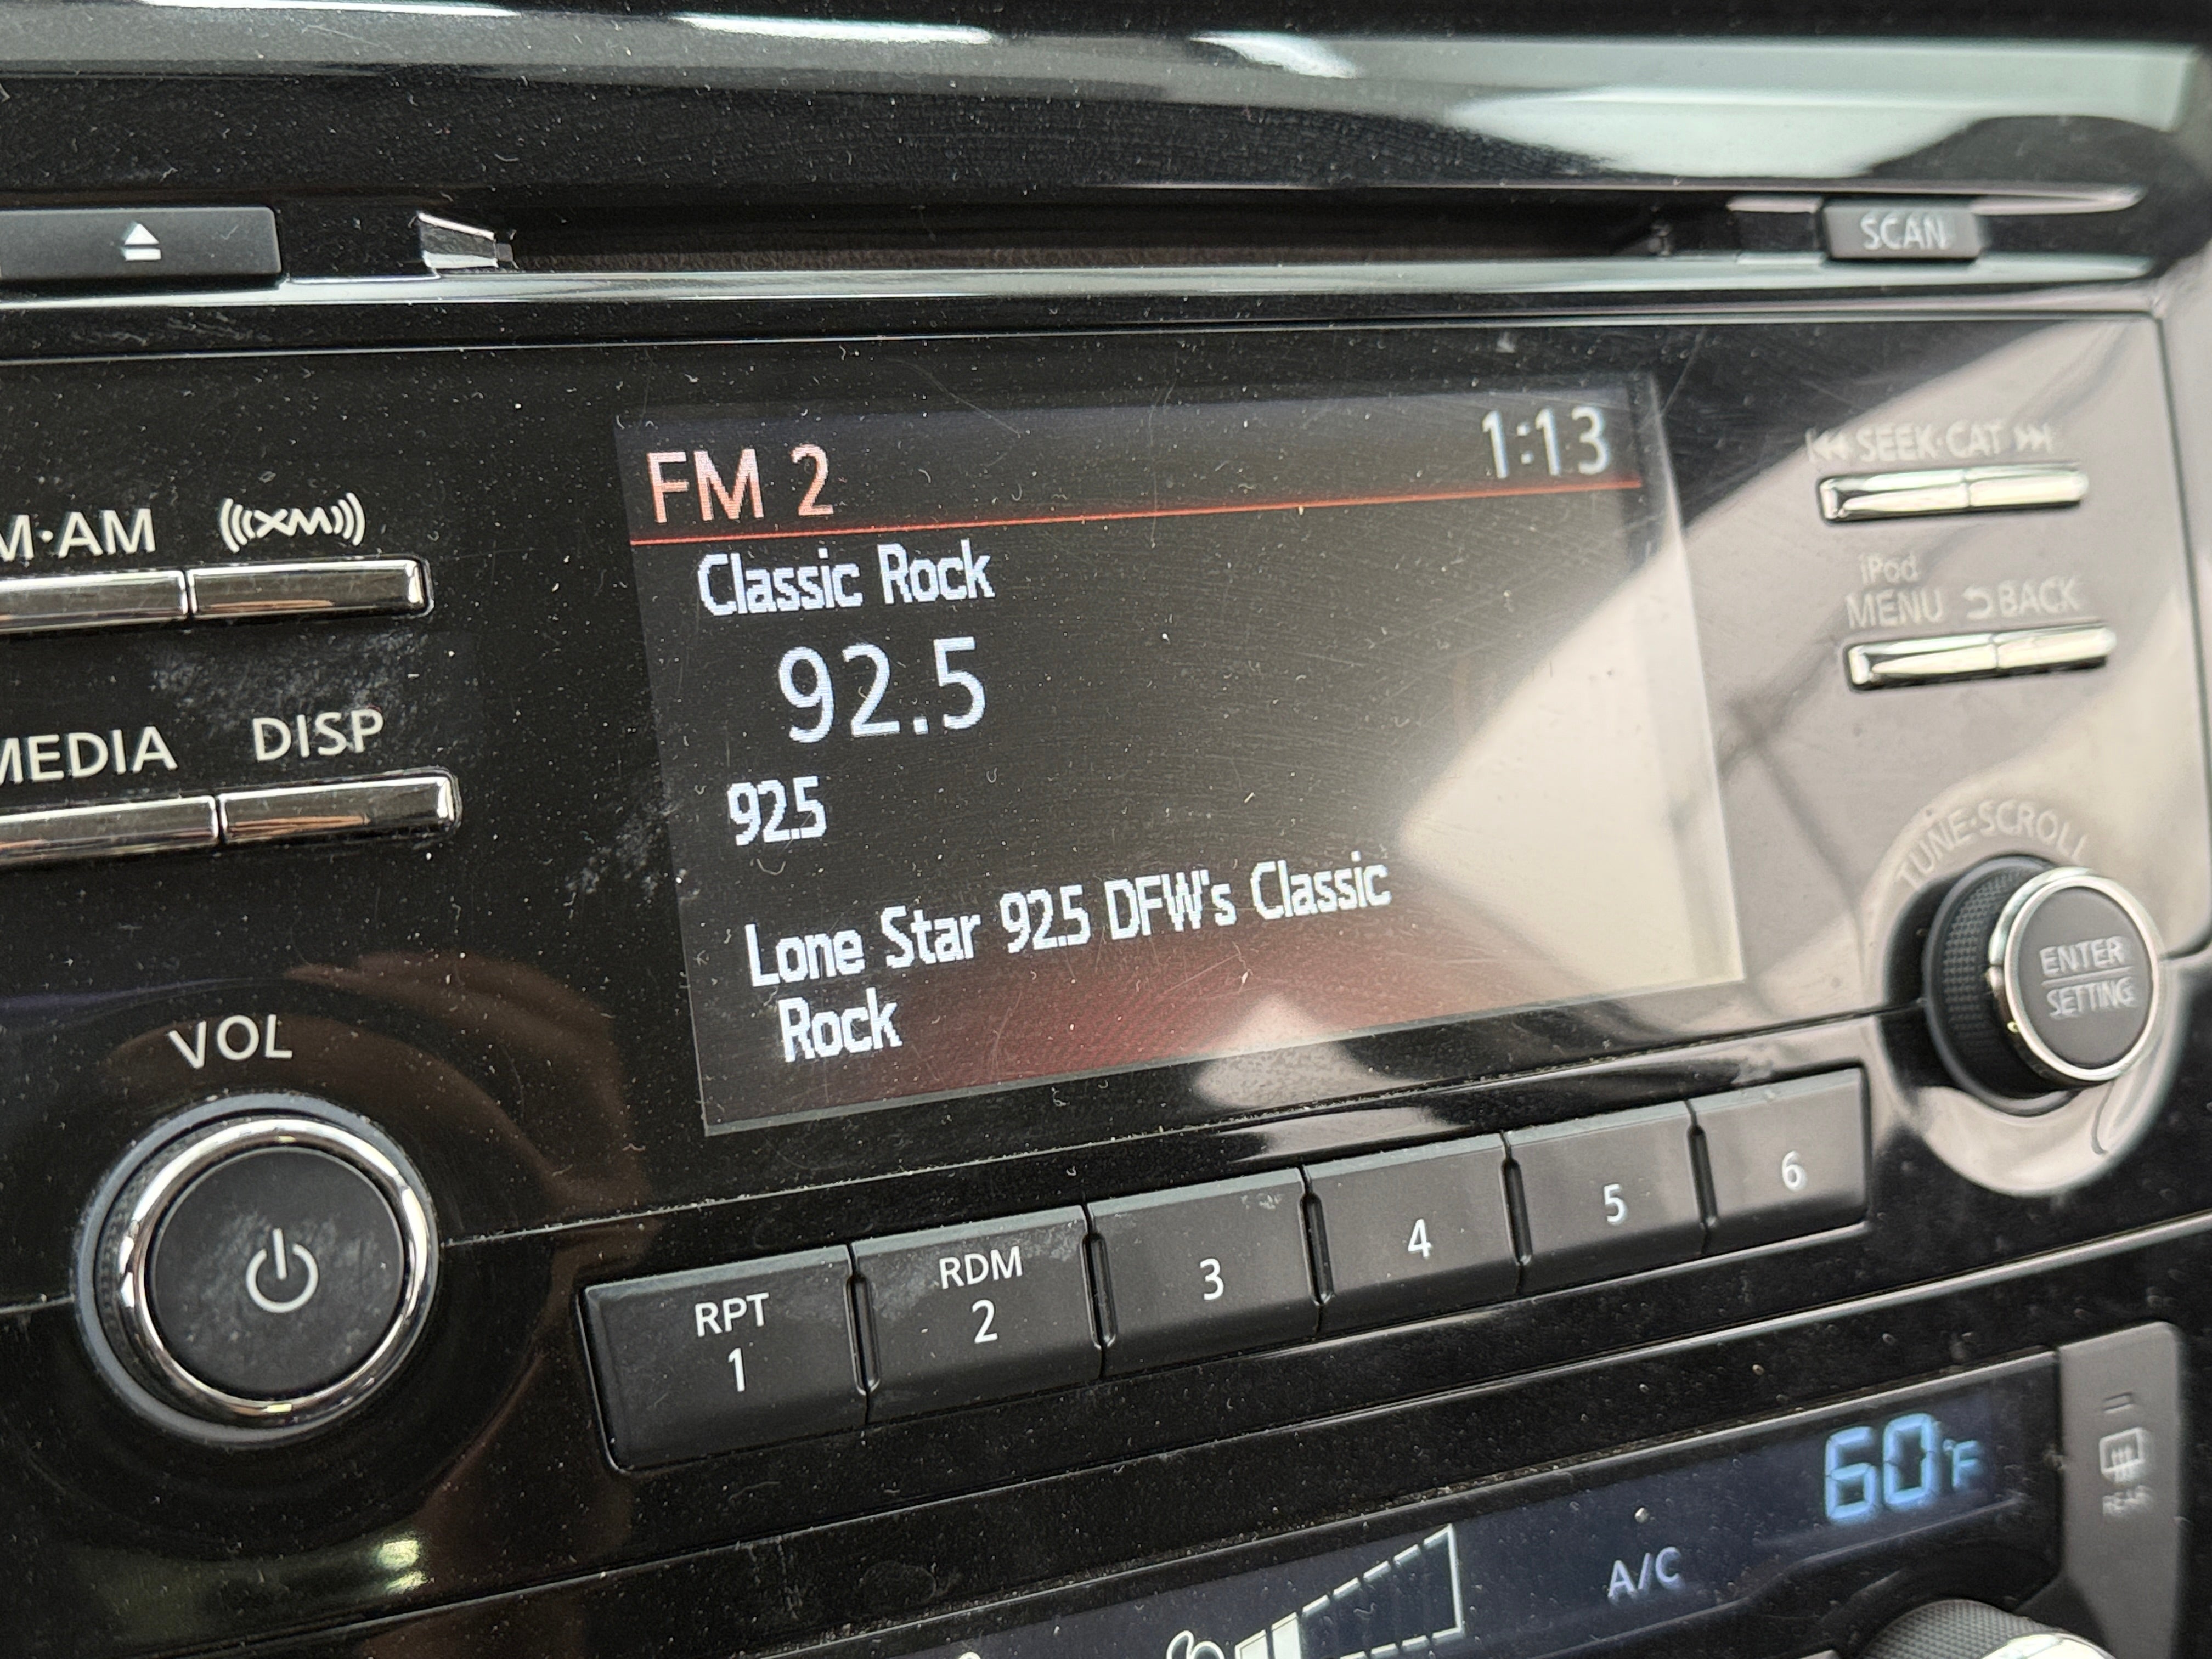 SCAN
FM 2 1:13
SEEK·CAT
M·AM XM
Classic Rock
iPod
MENU BACK
92.5
MEDIA DISP
92.5
TUNE·SCROLL
Lone Star 92.5 DFW's Classic
Rock
ENTER
SETTING
VOL
RPT
1
RDM
2
3
4
5
6
60°F
REAR
A/C